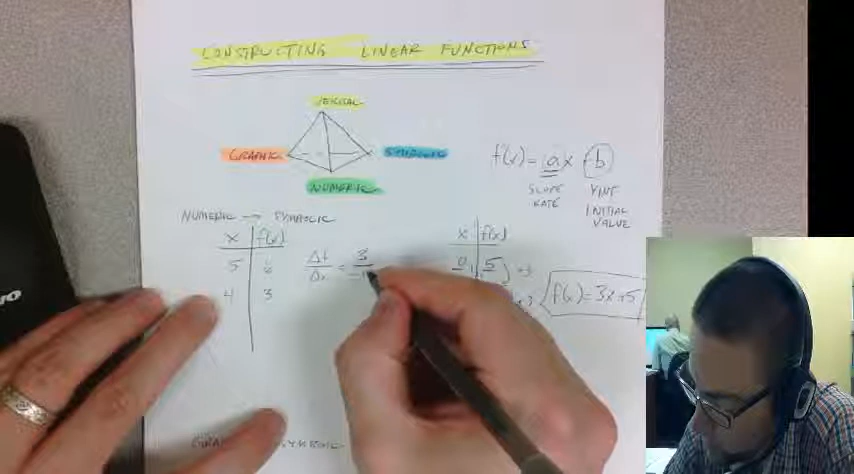 CONSTRUCTING LINEAR FUNCTIONS
VERBAL
GRAPHIC
SYMBOLIC
NUMERIC
f(x) = ax + b
SLOPE
RATE
YINT
INITIAL
VALUE
NUMERIC → SYMBOLIC
x f(x)
5 6
4 3
Δf/Δx = 3/-1
x f(x)
0 5
f(x) = 3x+5